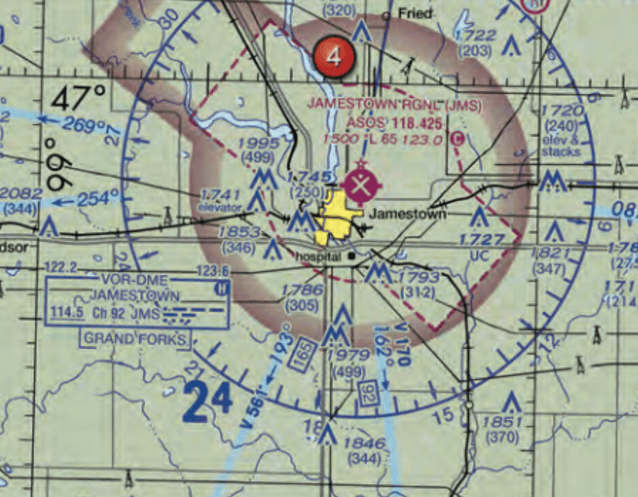 (320)
Fried
30
4
1722
(203)
47°
JAMESTOWN RGNL (JMS)
ASOS 118.425
1500 *L 65 123.0
C
6
1720
(240)
elev &
stacks
269°
27
1995
(499)
99°
1745
(250)
2082
(344)
254°
1741
elevator
Jamestown
08
1853
(346)
1727
UC
1821
(347)
dsor
hospital
24
122.2
123.6
H
VOR-DME
JAMESTOWN
114.5 Ch 92 JMS
GRAND FORKS
1786
(305)
1793
(312)
12
21
193°
165
1979
(499)
162°
V 170
92
24
V 561
18
15
1846
(344)
1851
(370)